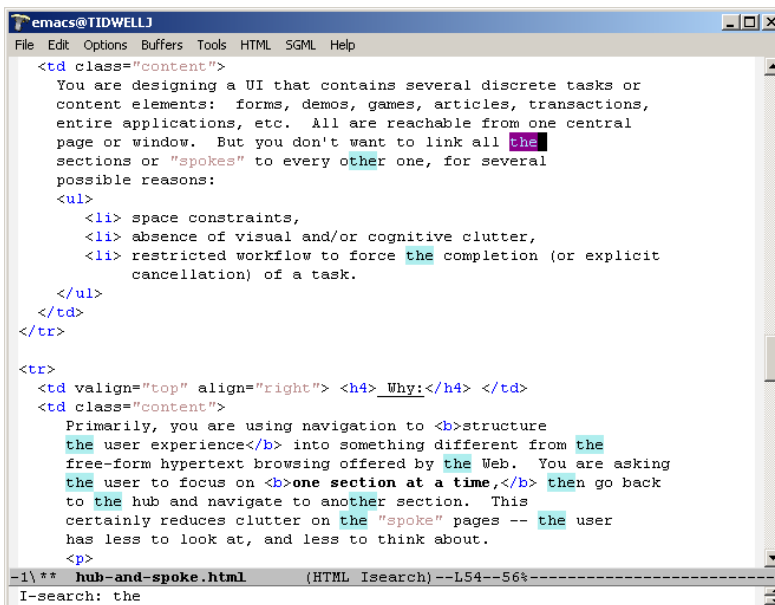 emacs@TIDWELLJ
File Edit Options Buffers Tools HTML SGML Help
<td class="content">
You are designing a UI that contains several discrete tasks or
content elements:  forms, demos, games, articles, transactions,
entire applications, etc.  All are reachable from one central
page or window.  But you don't want to link all the
sections or "spokes" to every other one, for several
possible reasons:
<ul>
<li> space constraints,
<li> absence of visual and/or cognitive clutter,
<li> restricted workflow to force the completion (or explicit
cancellation) of a task.
</ul>
</td>
</tr>
<tr>
<td valign="top" align="right"> <h4> Why:</h4> </td>
<td class="content">
Primarily, you are using navigation to <b>structure
the user experience</b> into something different from the
free-form hypertext browsing offered by the Web.  You are asking
the user to focus on <b>one section at a time,</b> then go back
to the hub and navigate to another section.  This
certainly reduces clutter on the "spoke" pages -- the user
has less to look at, and less to think about.
<p>
-1\**  hub-and-spoke.html      (HTML Isearch)--L54--56%-------------------------
I-search: the